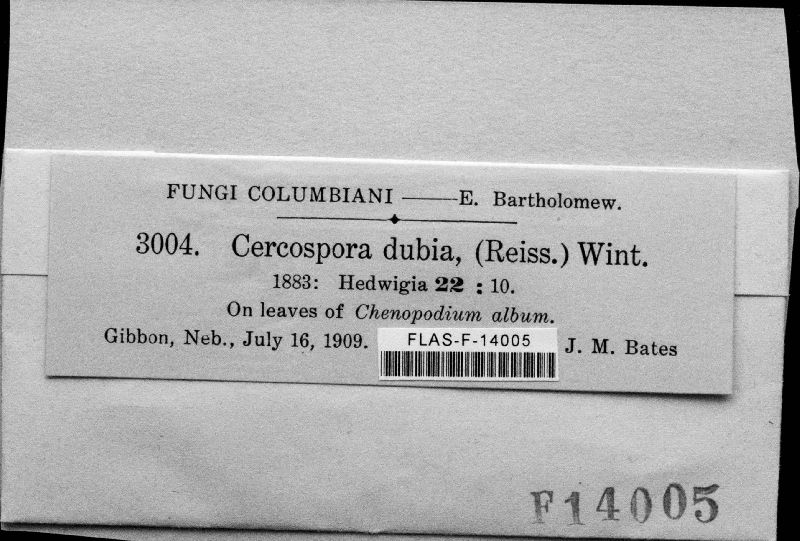 FUNGI COLUMBIANI ——— E. Bartholomew.
3004. Cercospora dubia, (Reiss.) Wint.
1883: Hedwigia 22 : 10.
On leaves of Chenopodium album.
Gibbon, Neb., July 16, 1909. J. M. Bates
FLAS-F-14005
F14005